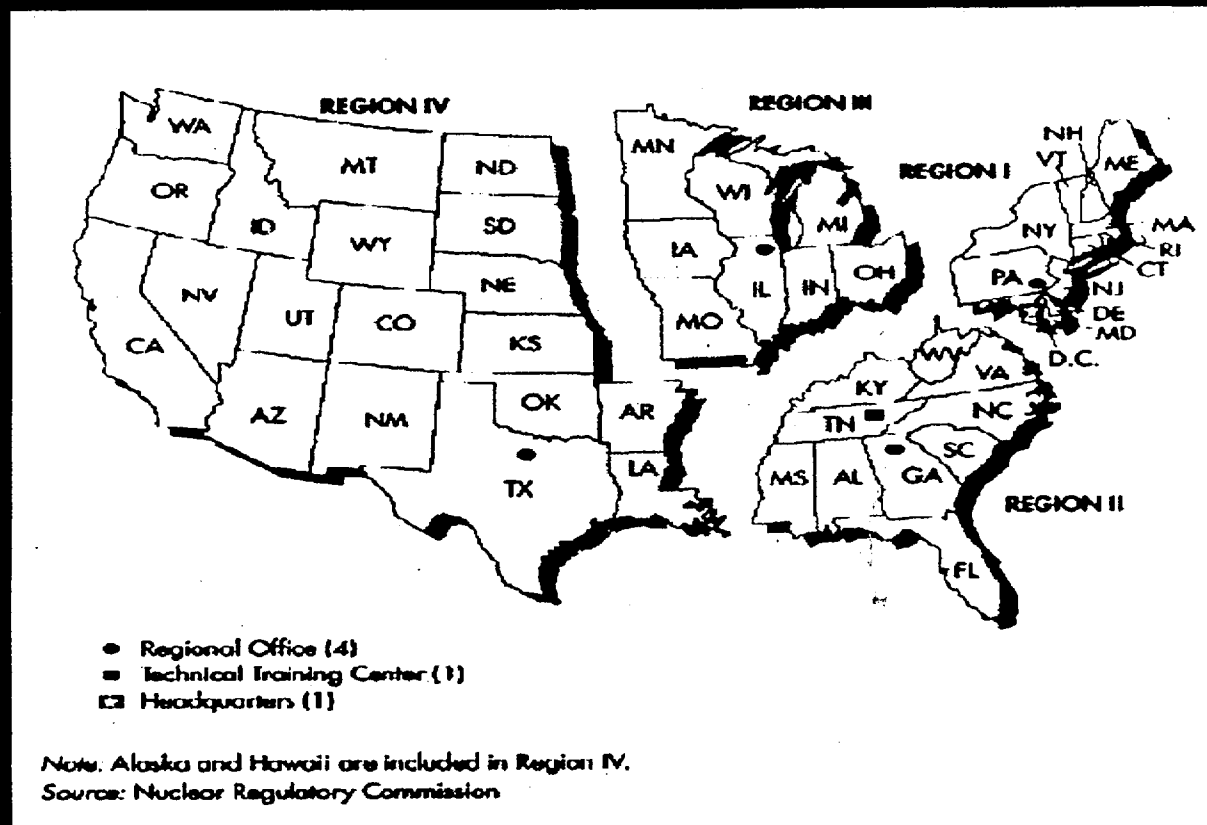 REGION IV
WA
OR
CA
ID
NV
MT
WY
UT
AZ
CO
NM
ND
SD
NE
KS
OK
TX
AR
LA
REGION III
MN
WI
MI
IA
IL
IN
OH
MO
REGION I
NH
VT
ME
NY
MA
RI
CT
PA
NJ
DE
MD
D.C.
WV
VA
KY
NC
TN
SC
MS
AL
GA
FL
REGION II
Regional Office (4)
Technical Training Center (1)
Headquarters (1)
Note. Alaska and Hawaii are included in Region IV.
Source: Nuclear Regulatory Commission